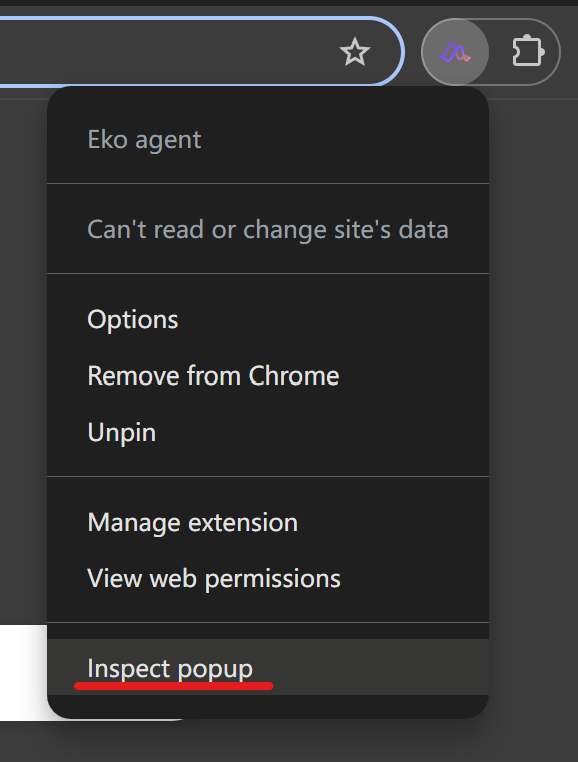 Eko agent
Can't read or change site's data
Options
Remove from Chrome
Unpin
Manage extension
View web permissions
Inspect popup